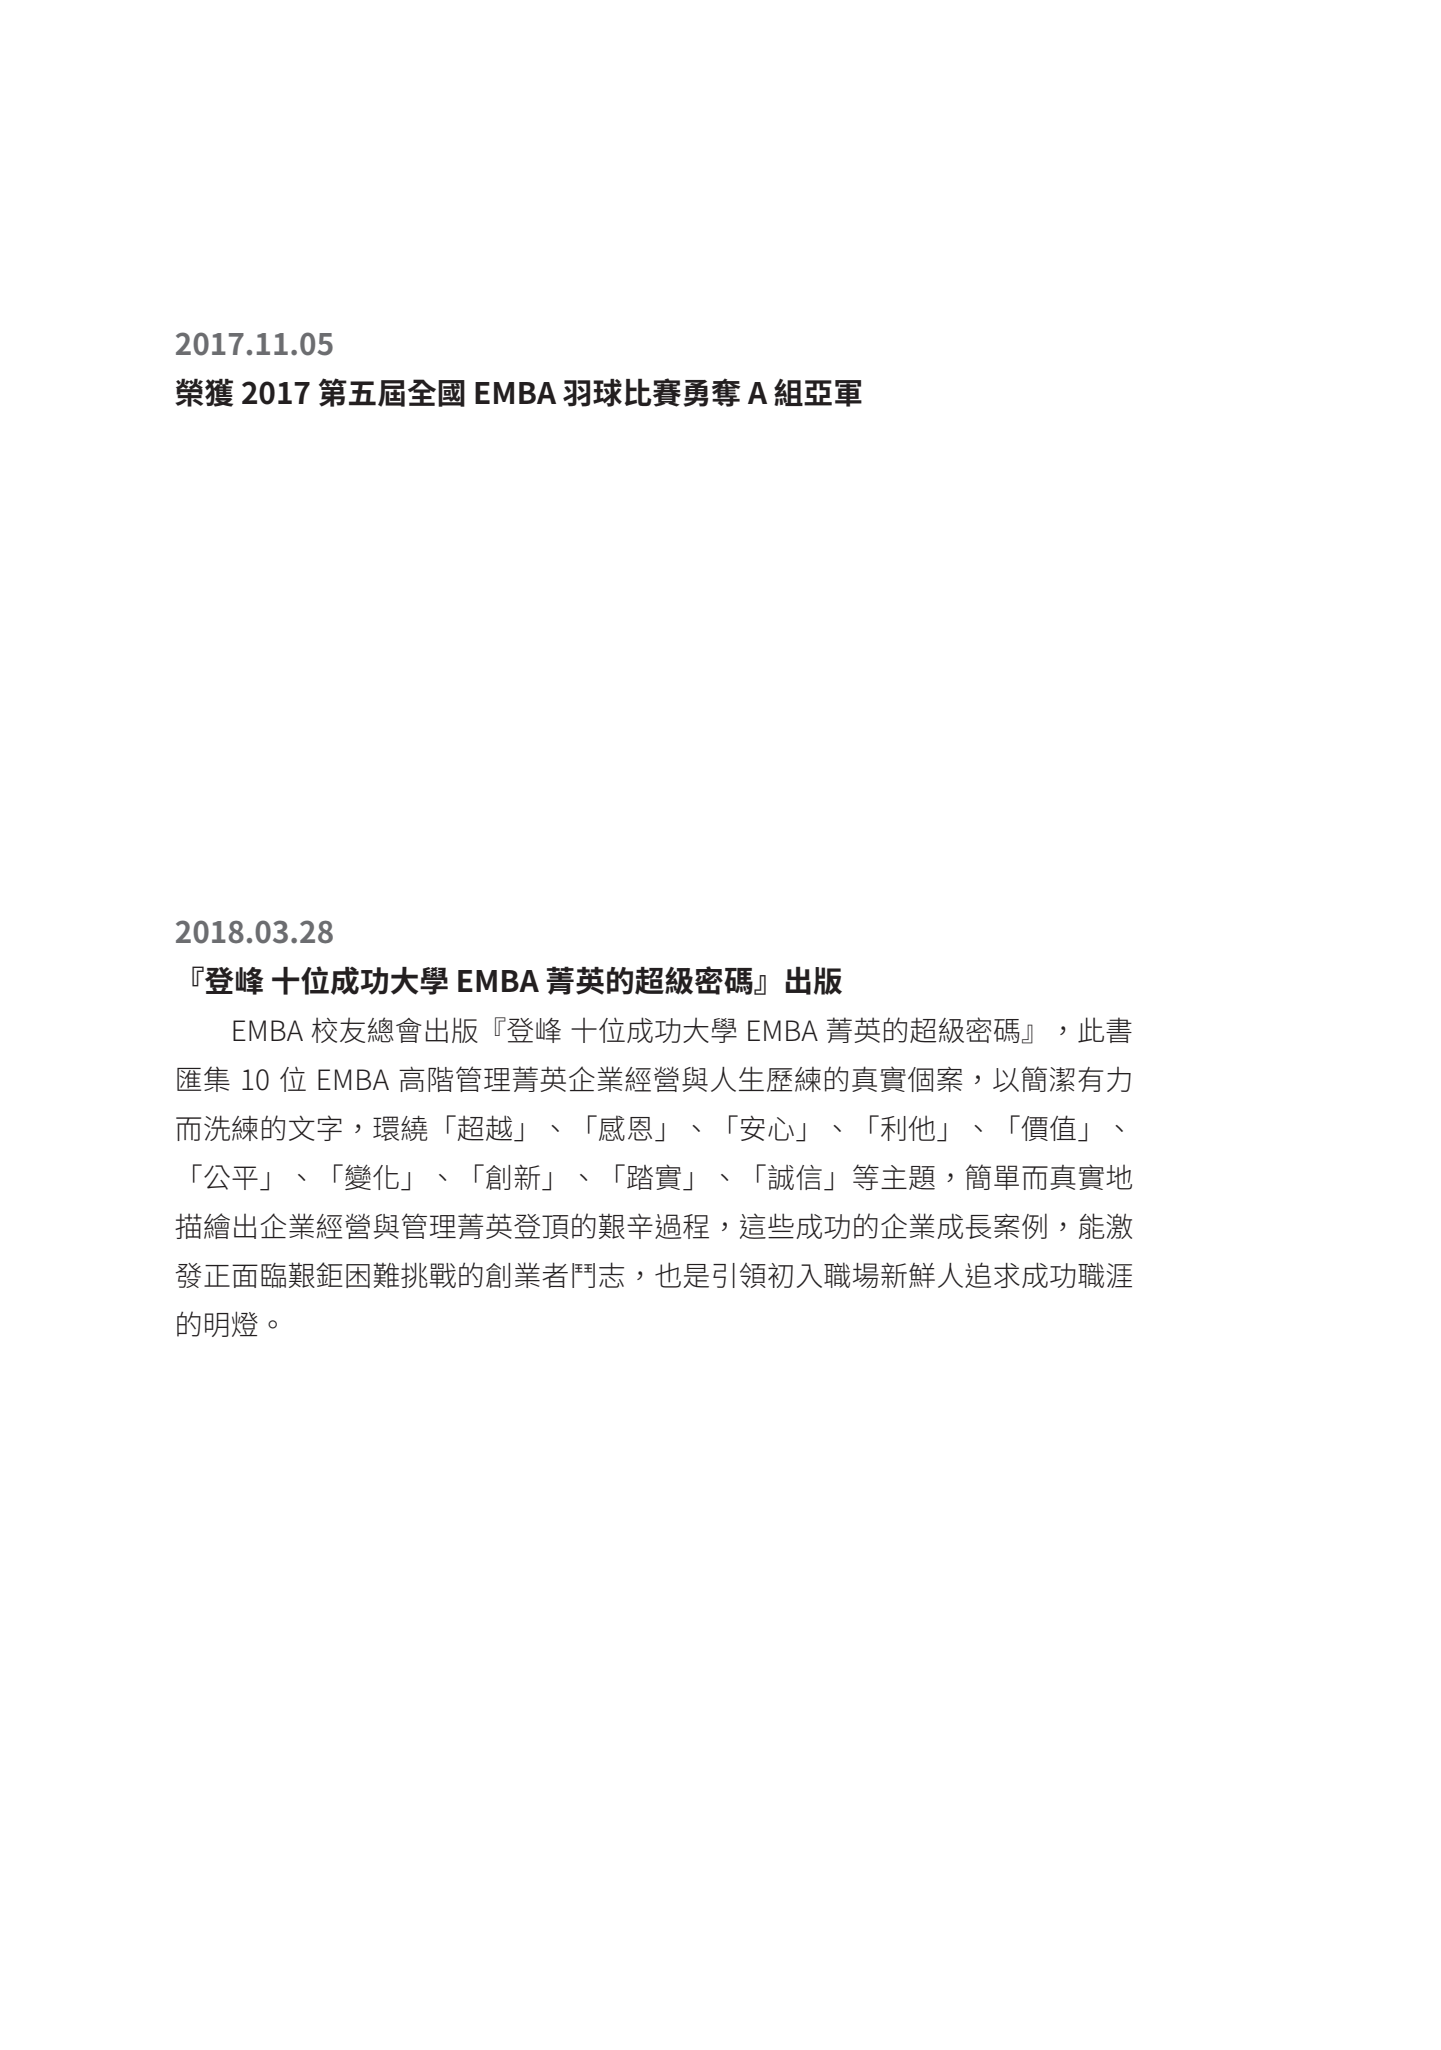 2017.11.05
榮獲 2017 第五屆全國 EMBA 羽球比賽勇奪 A 組亞軍
2018.03.28
『登峰 十位成功大學 EMBA 菁英的超級密碼』出版
EMBA 校友總會出版『登峰 十位成功大學 EMBA 菁英的超級密碼』，此書
匯集 10 位 EMBA 高階管理菁英企業經營與人生歷練的真實個案，以簡潔有力
而洗練的文字，環繞「超越」、「感恩」、「安心」、「利他」、「價值」、
「公平」、「變化」、「創新」、「踏實」、「誠信」等主題，簡單而真實地
描繪出企業經營與管理菁英登頂的艱辛過程，這些成功的企業成長案例，能激
發正面臨艱鉅困難挑戰的創業者鬥志，也是引領初入職場新鮮人追求成功職涯
的明燈。